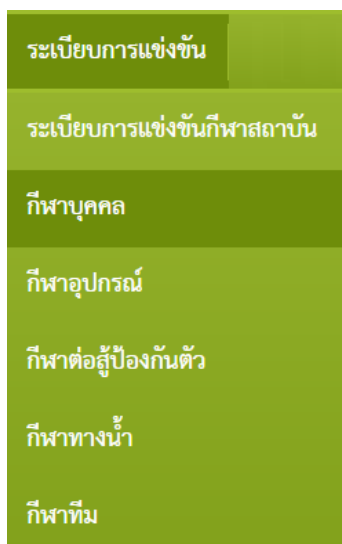 ระเบียบการแข่งขัน
ระเบียบการแข่งขันกีฬาสถาบัน
กีฬาบุคคล
กีฬาอุปกรณ์
กีฬาต่อสู้ป้องกันตัว
กีฬาทางน้ำ
กีฬาทีม